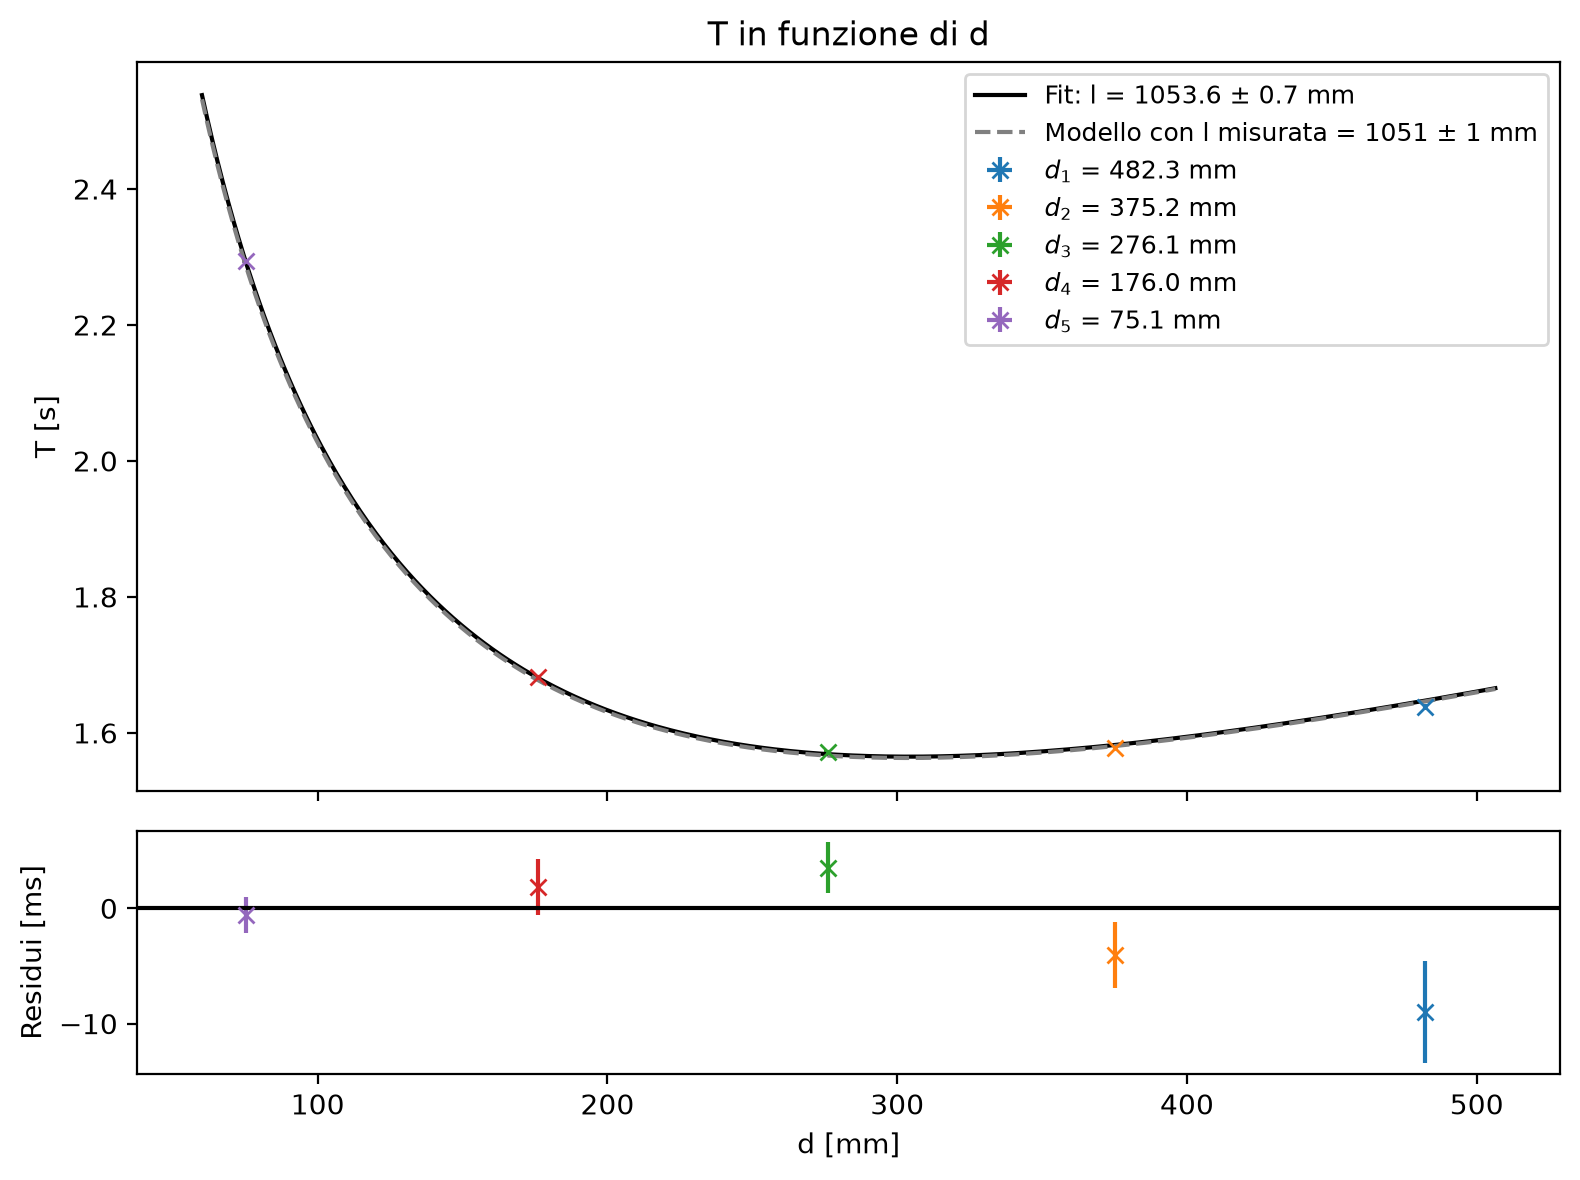 T in funzione di d
Fit: l = 1053.6 ± 0.7 mm
Modello con l misurata = 1051 ± 1 mm
d₁ = 482.3 mm
d₂ = 375.2 mm
d₃ = 276.1 mm
d₄ = 176.0 mm
d₅ = 75.1 mm
T [s]
2.4
2.2
2.0
1.8
1.6
Residui [ms]
0
−10
100 200 300 400 500
d [mm]